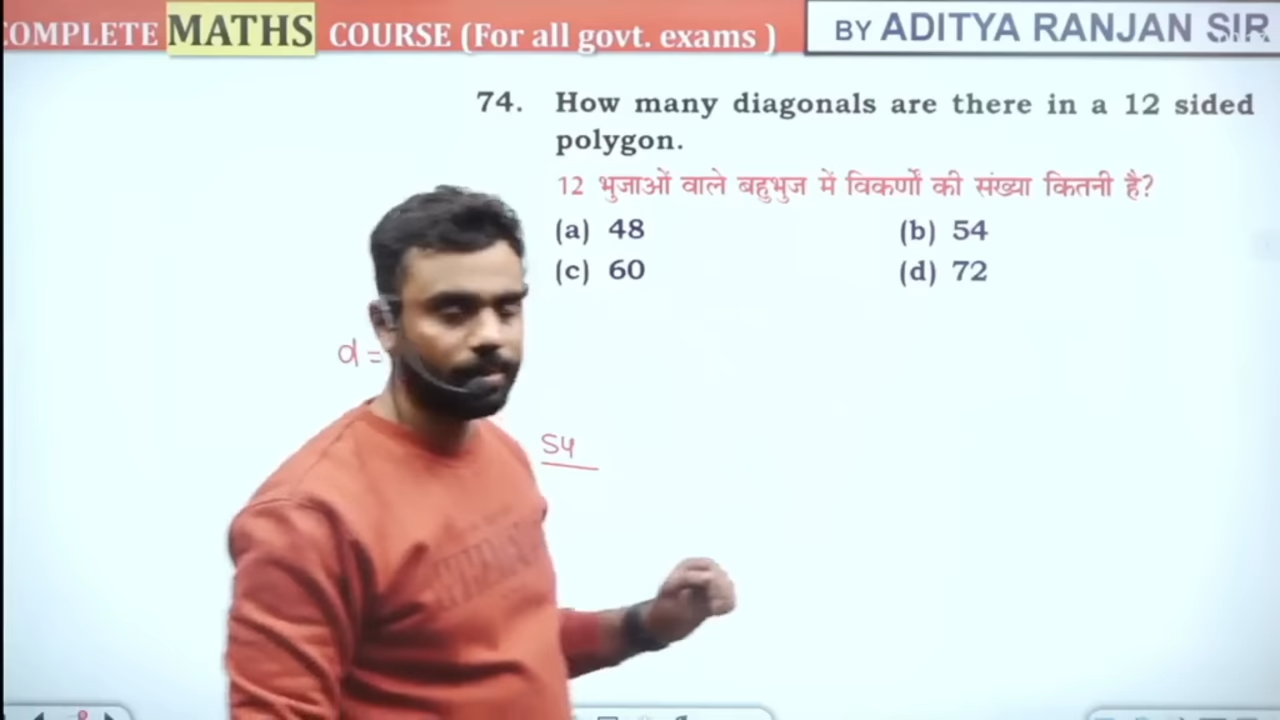 COMPLETE MATHS COURSE (For all govt. exams )
BY ADITYA RANJAN SIR
74. How many diagonals are there in a 12 sided
polygon.
12 भुजाओं वाले बहुभुज में विकर्णों की संख्या कितनी है?
(a) 48 (b) 54
(c) 60 (d) 72
d =
54